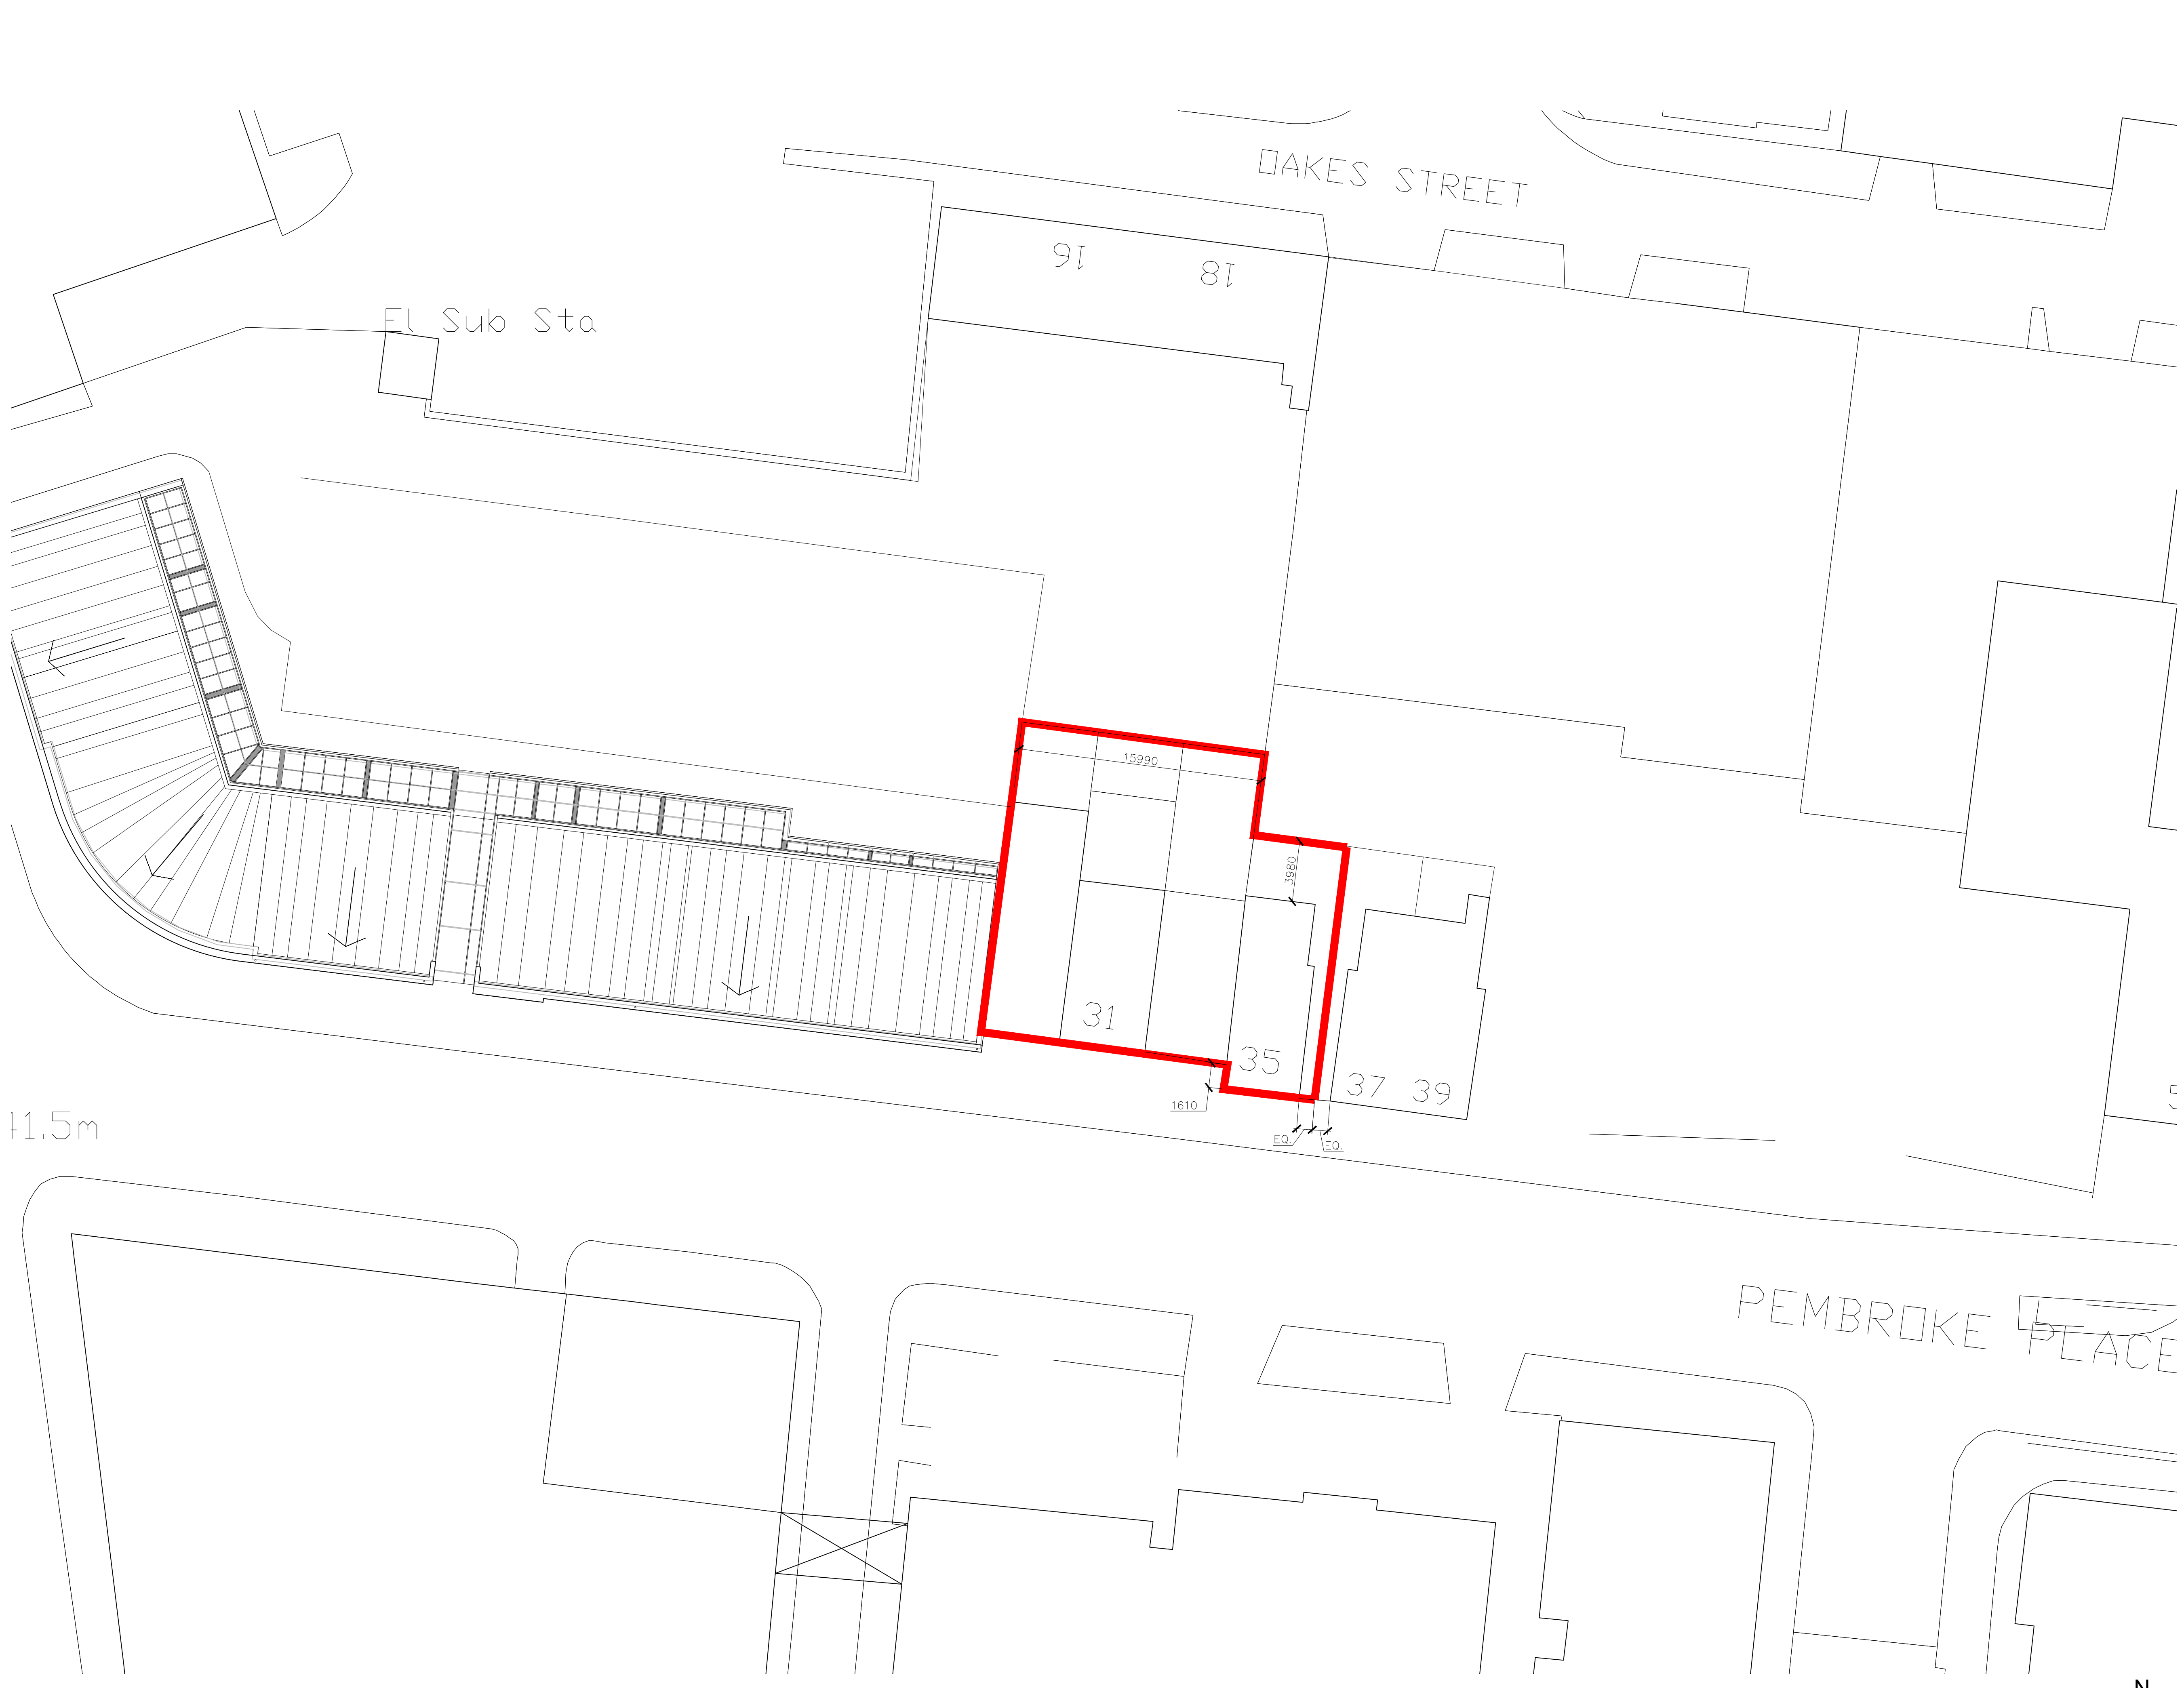 OAKES STREET
16
18
El Sub Sta
15990
3980
31
35
37 39
1610
EQ.
EQ.
41.5m
PEMBROKE PLACE
N